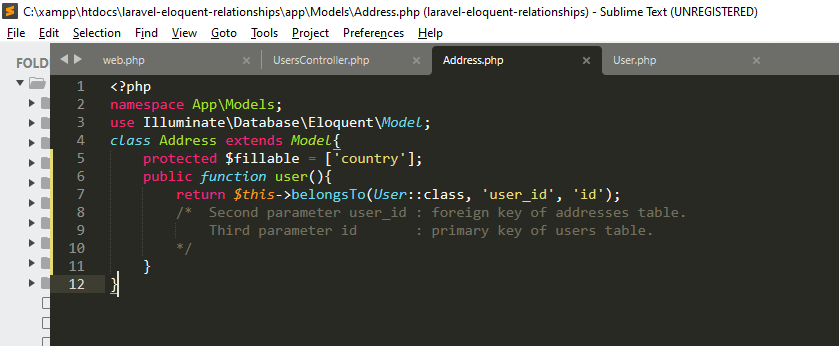 C:\xampp\htdocs\laravel-eloquent-relationships\app\Models\Address.php (laravel-eloquent-relationships) - Sublime Text (UNREGISTERED)
File Edit Selection Find View Goto Tools Project Preferences Help
FOLD
web.php × UsersController.php × Address.php × User.php ×
1 <?php
2 namespace App\Models;
3 use Illuminate\Database\Eloquent\Model;
4 class Address extends Model{
5     protected $fillable = ['country'];
6     public function user(){
7         return $this->belongsTo(User::class, 'user_id', 'id');
8         /*  Second parameter user_id : foreign key of addresses table.
9             Third parameter id       : primary key of users table.
10         */
11     }
12 }